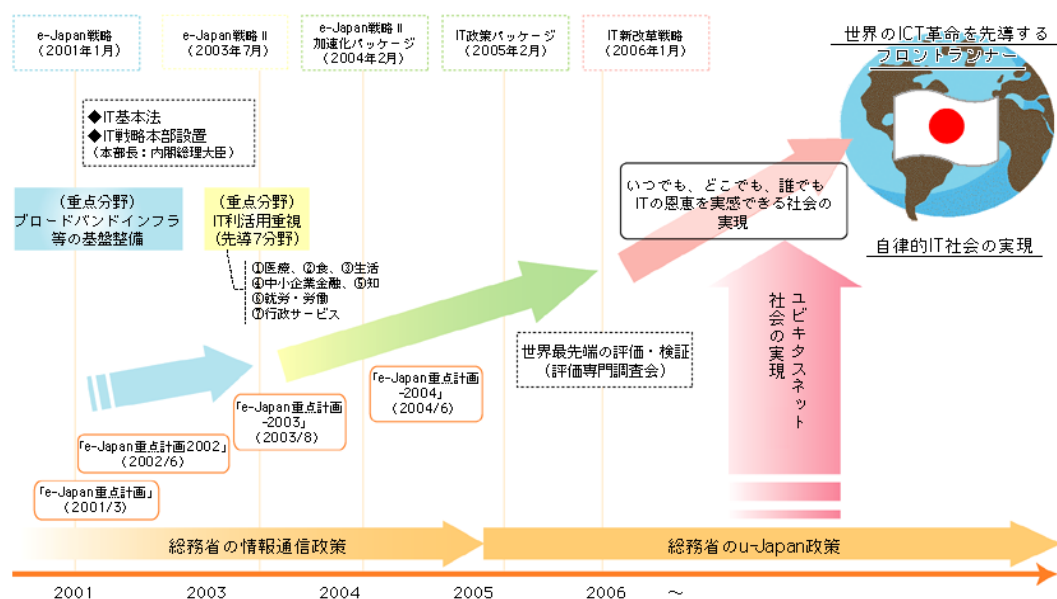 e-Japan戦略
(2001年1月)
e-Japan戦略Ⅱ
(2003年7月)
e-Japan戦略Ⅱ
加速化パッケージ
(2004年2月)
IT政策パッケージ
(2005年2月)
IT新改革戦略
(2006年1月)
世界のICT革命を先導する
フロントランナー
◆IT基本法
◆IT戦略本部設置
(本部長：内閣総理大臣)
(重点分野)
ブロードバンドインフラ
等の基盤整備
(重点分野)
IT利活用重視
(先導7分野)
①医療、②食、③生活
④中小企業金融、⑤知
⑥就労・労働
⑦行政サービス
いつでも、どこでも、誰でも
ITの恩恵を実感できる社会の
実現
自律的IT社会の実現
ユビキタスネット
社会の実現
世界最先端の評価・検証
(評価専門調査会)
「e-Japan重点計画
-2004」
(2004/6)
「e-Japan重点計画
-2003」
(2003/8)
「e-Japan重点計画2002」
(2002/6)
「e-Japan重点計画」
(2001/3)
総務省の情報通信政策
総務省のu-Japan政策
2001
2003
2004
2005
2006
～